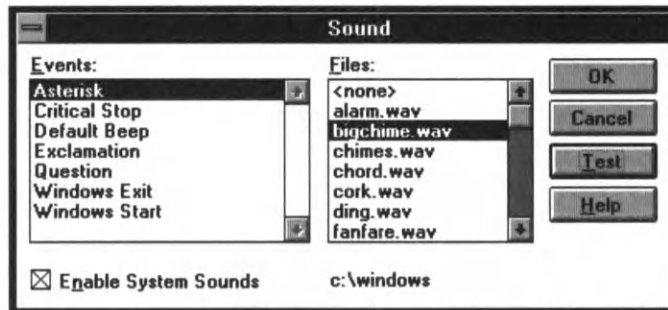 Sound
Events:
Asterisk
Critical Stop
Default Beep
Exclamation
Question
Windows Exit
Windows Start
Enable System Sounds
Files:
<none>
alarm.wav
bigchime.wav
chimes.wav
chord.wav
cork.wav
ding.wav
fanfare.wav
c:\windows
OK
Cancel
Test
Help